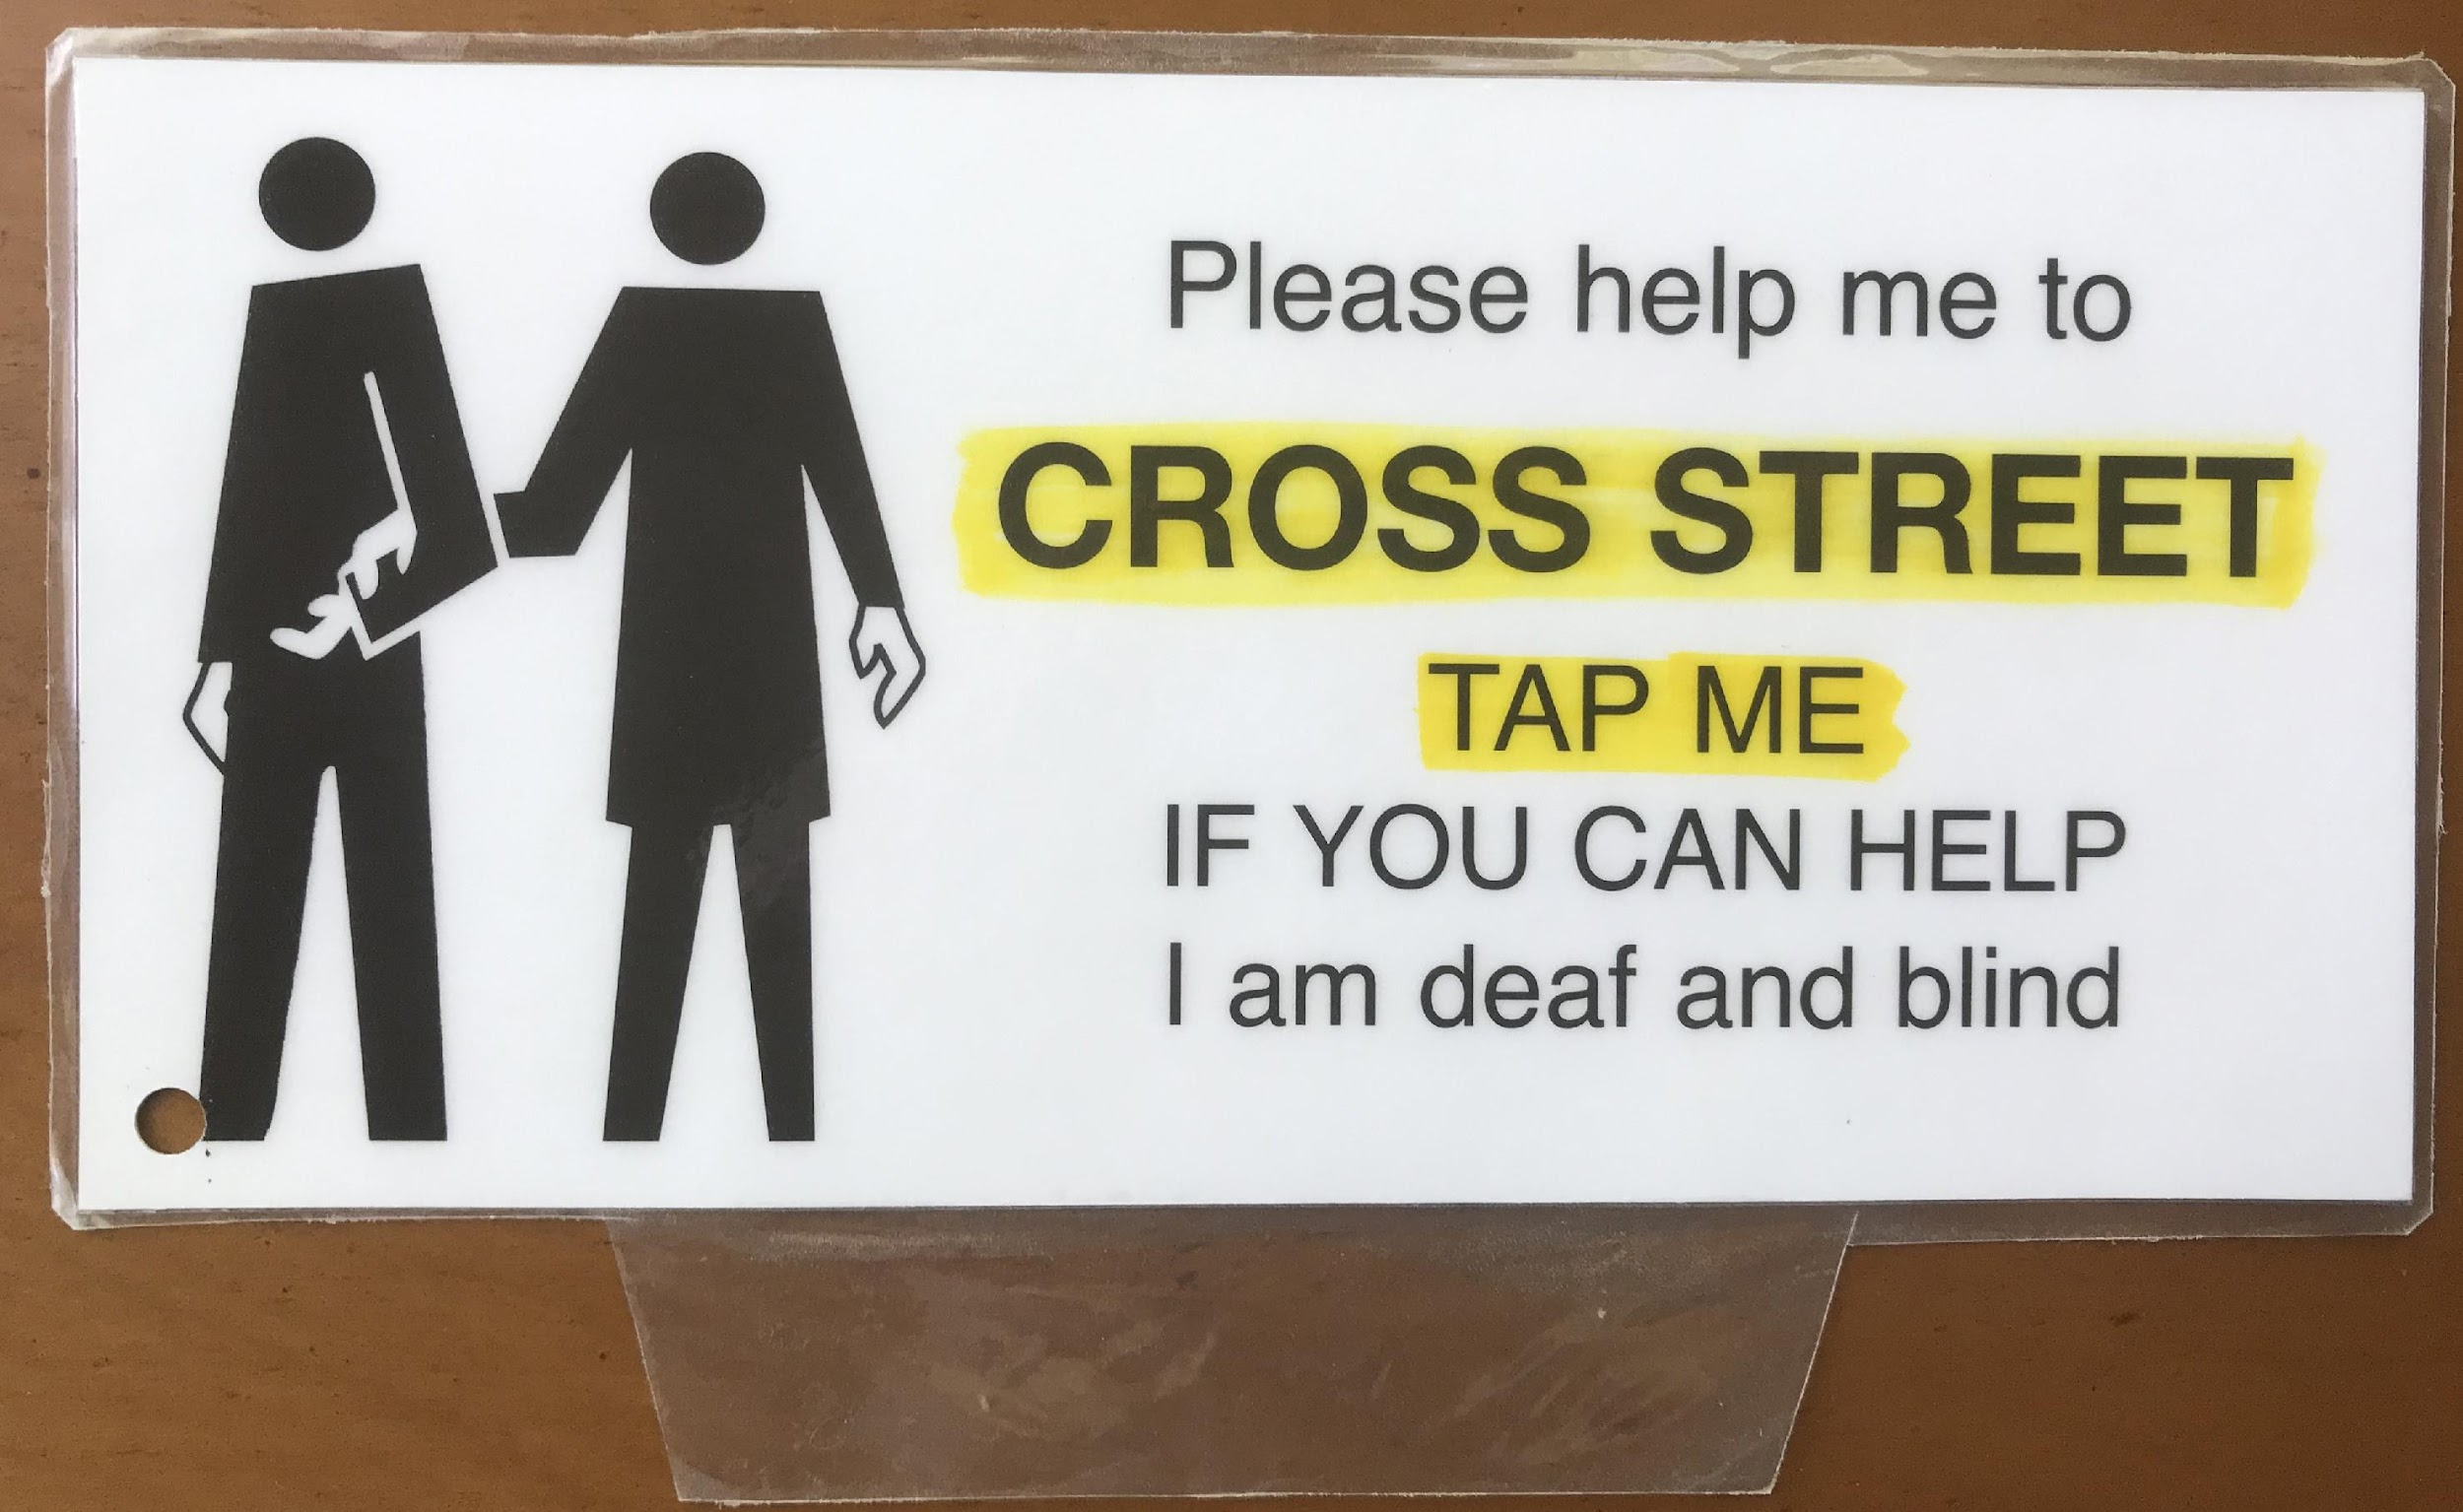 Please help me to
CROSS STREET
TAP ME
IF YOU CAN HELP
I am deaf and blind